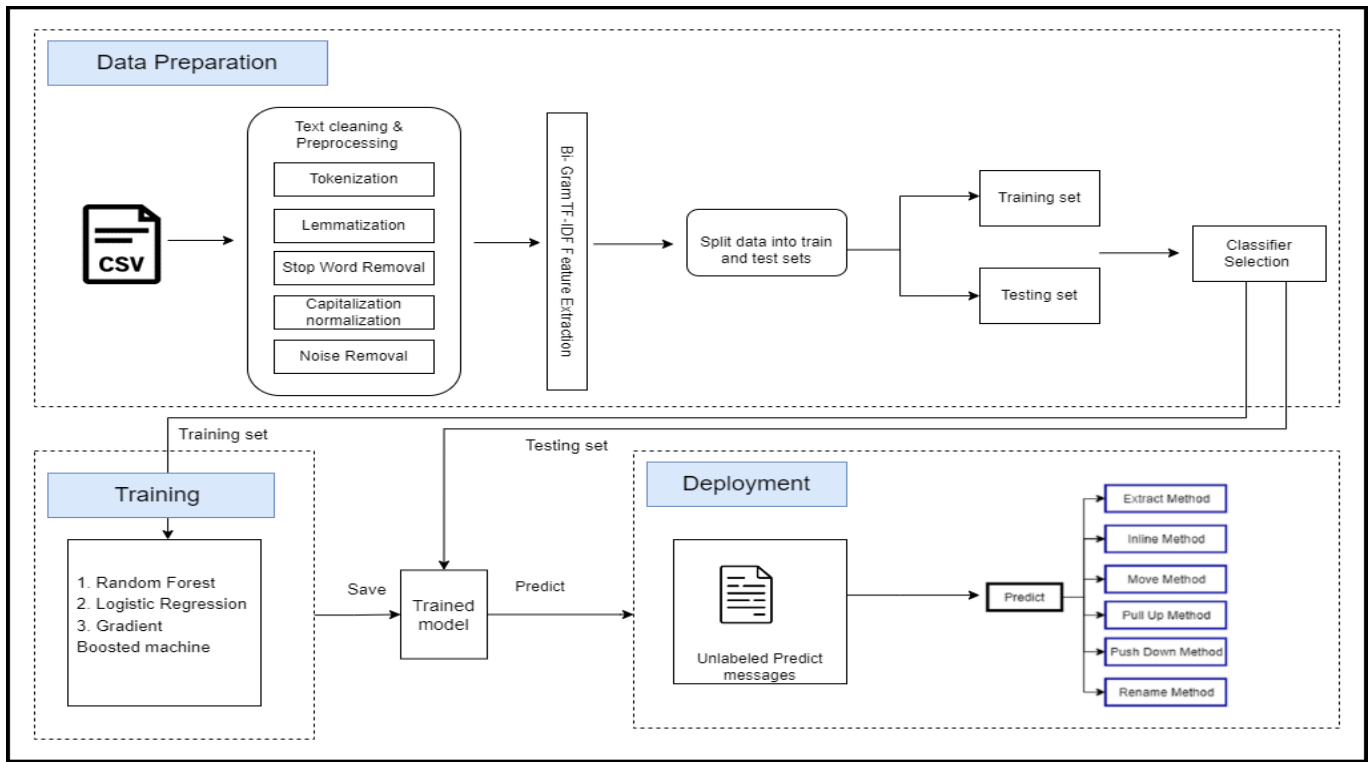 Data Preparation
Text cleaning &
Preprocessing
Tokenization
Lemmatization
Stop Word Removal
Capitalization
normalization
Noise Removal
CSV
Bi- Gram TF-IDF Feature Extraction
Split data into train
and test sets
Training set
Testing set
Classifier
Selection
Training set
Testing set
Training
1. Random Forest
2. Logistic Regression
3. Gradient
Boosted machine
Save
Trained
model
Predict
Deployment
Unlabeled Predict
messages
Predict
Extract Method
Inline Method
Move Method
Pull Up Method
Push Down Method
Rename Method